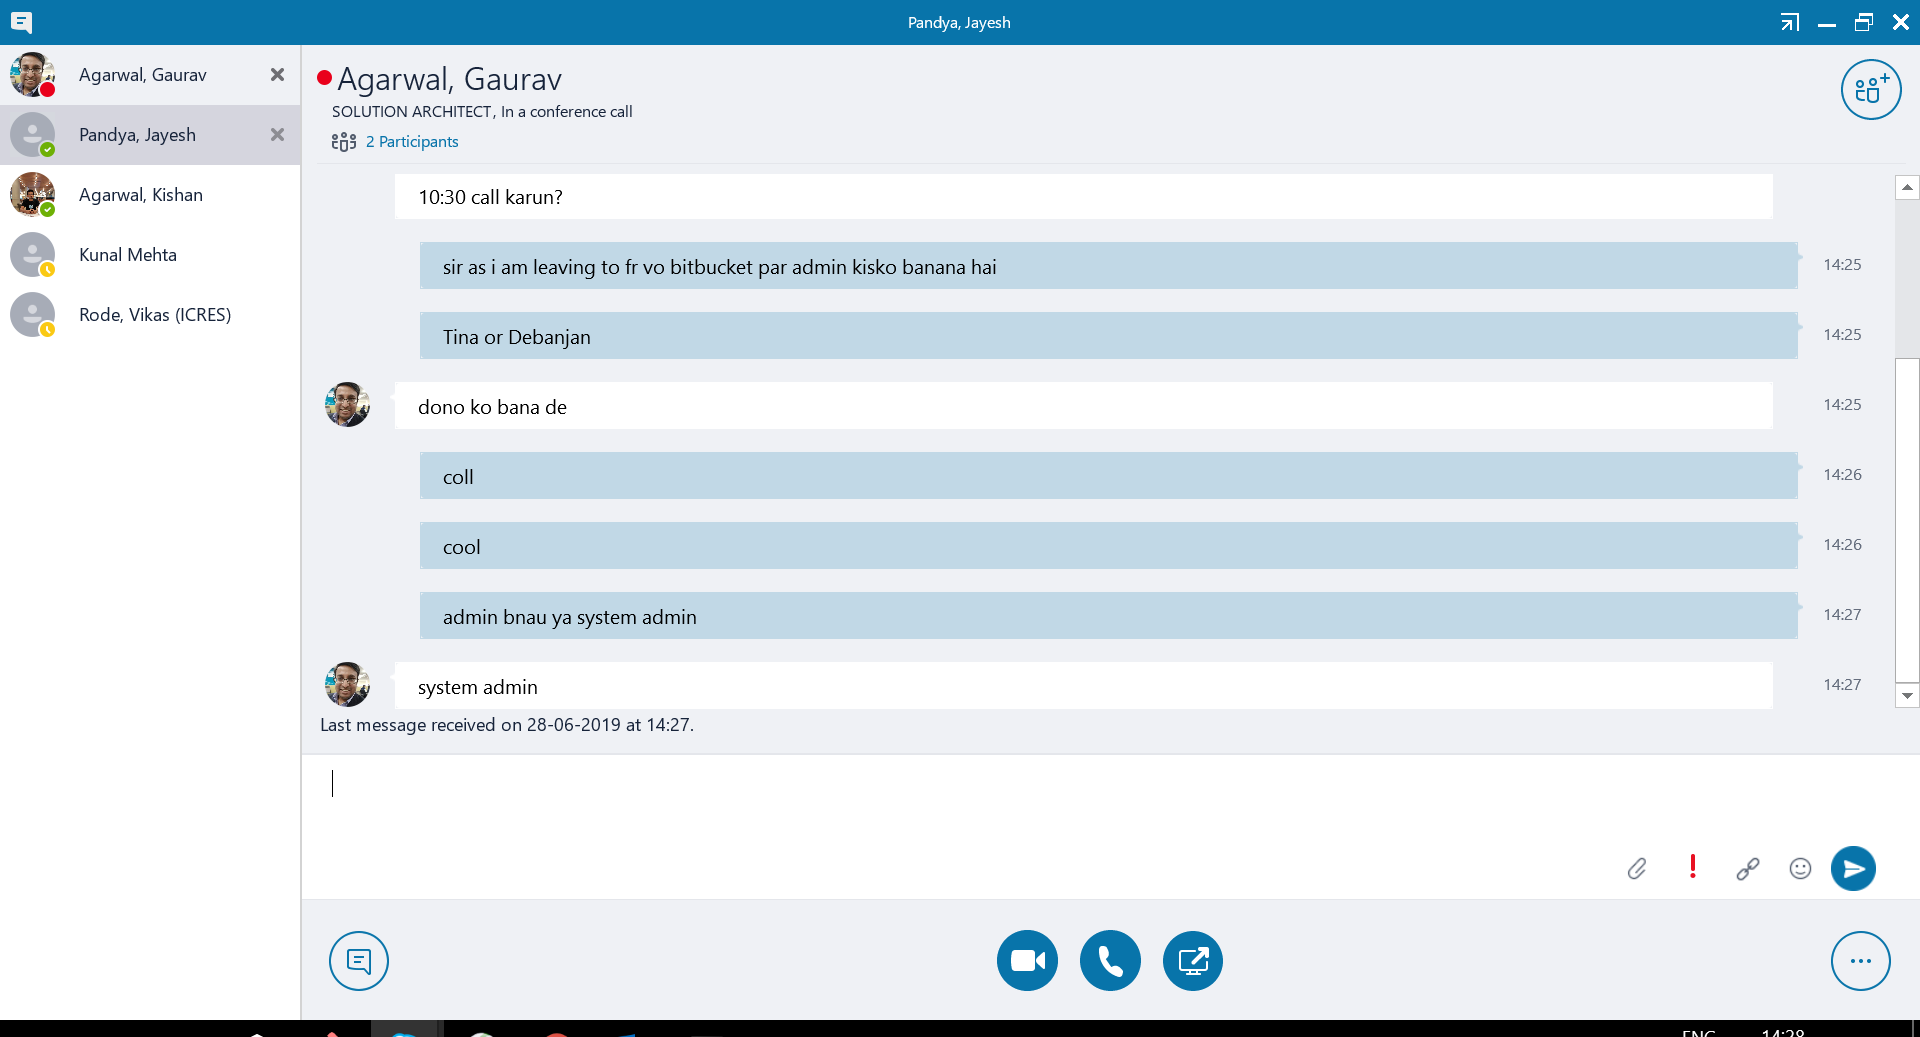 Pandya, Jayesh
Agarwal, Gaurav
Pandya, Jayesh
Agarwal, Kishan
Kunal Mehta
Rode, Vikas (ICRES)
Agarwal, Gaurav
SOLUTION ARCHITECT, In a conference call
2 Participants
10:30 call karun?
sir as i am leaving to fr vo bitbucket par admin kisko banana hai
14:25
Tina or Debanjan
14:25
dono ko bana de
14:25
coll
14:26
cool
14:26
admin bnau ya system admin
14:27
system admin
14:27
Last message received on 28-06-2019 at 14:27.
ENG
14:28